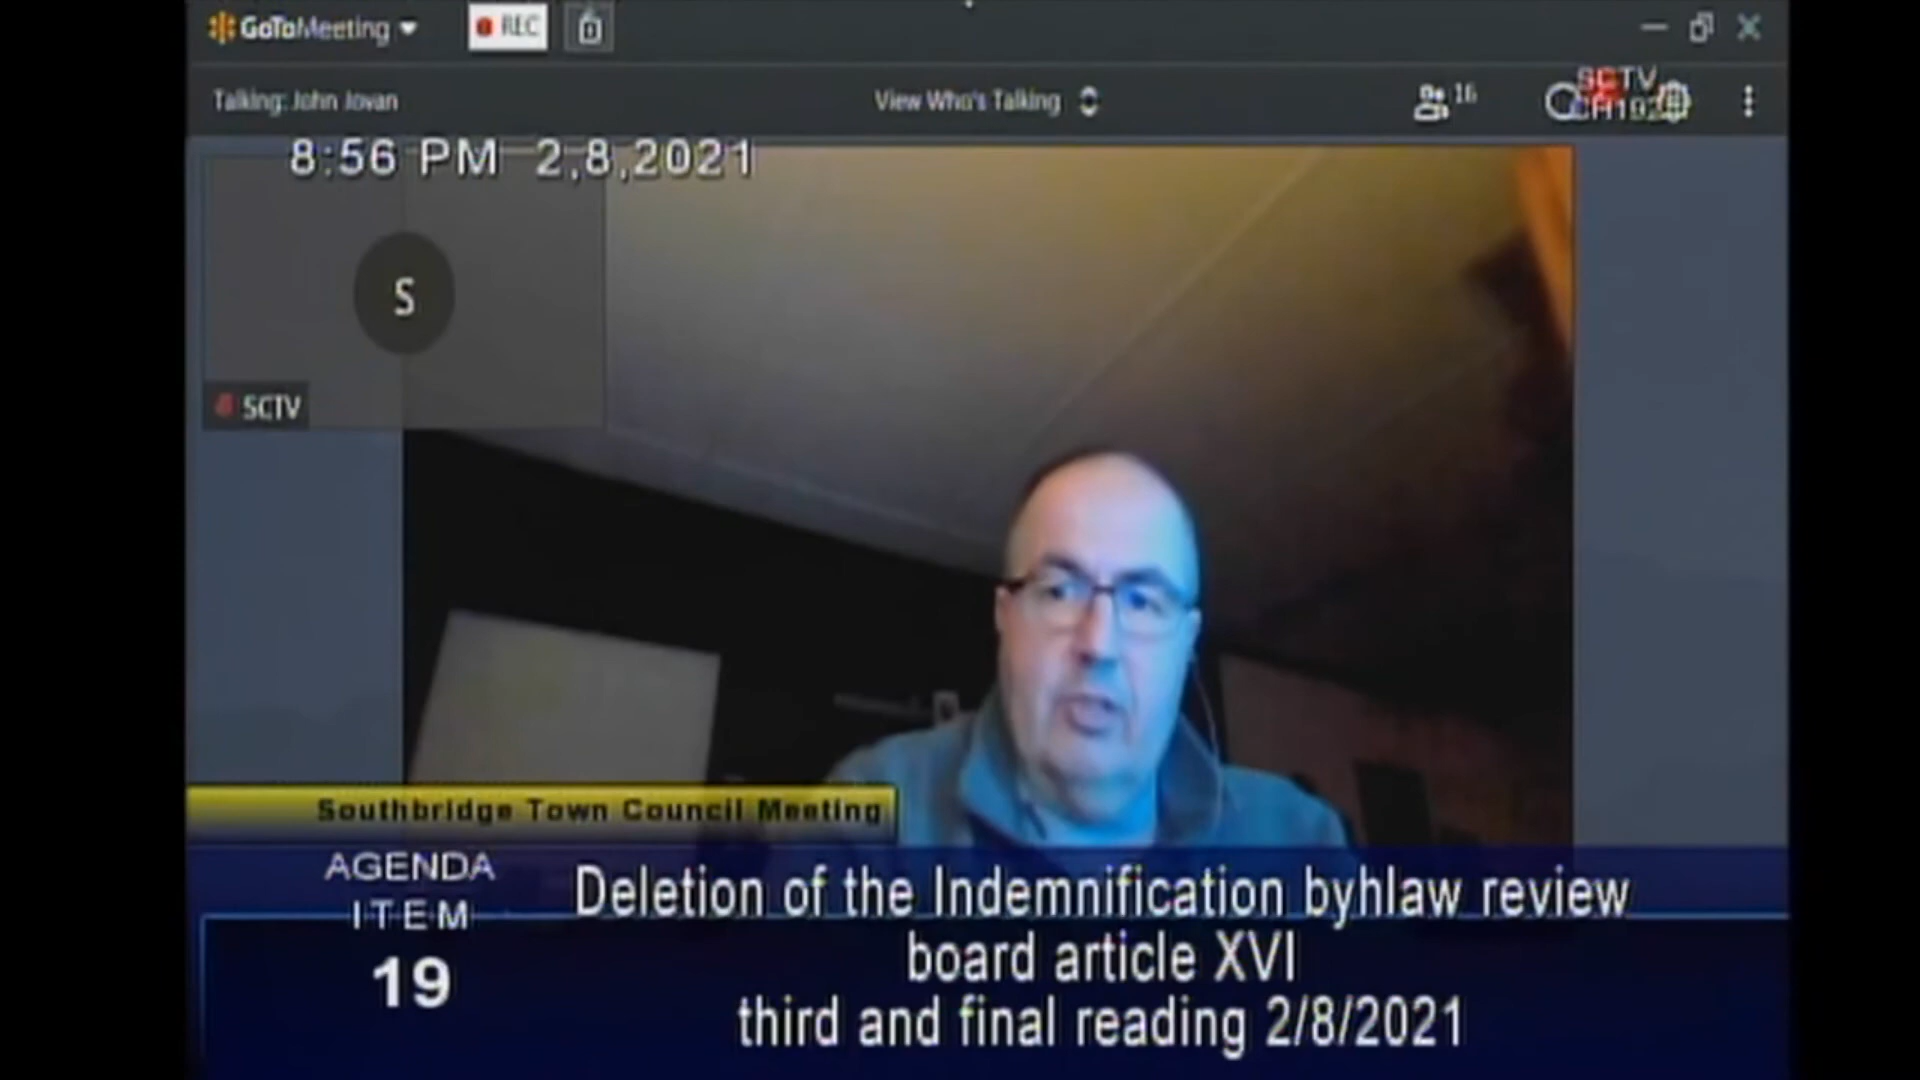 GoToMeeting
REC
Talking: John Jovan
View Who's Talking
16
SCTV
CH192
8:56 PM 2,8,2021
S
SCTV
Southbridge Town Council Meeting
AGENDA
ITEM
19
Deletion of the Indemnification byhlaw review
board article XVI
third and final reading 2/8/2021